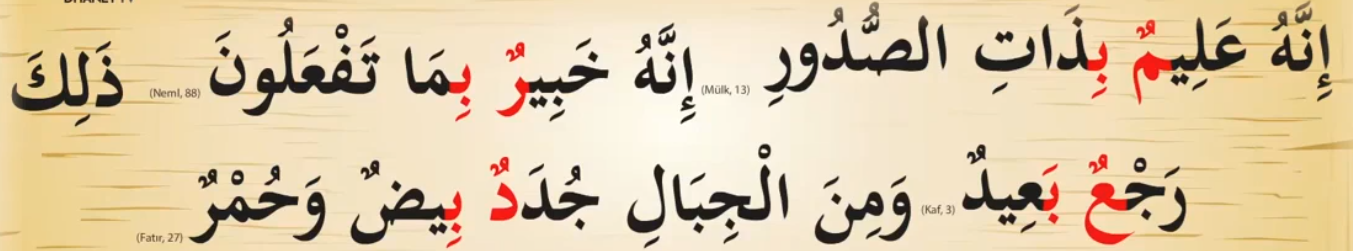 إِنَّهُ عَلِيمٌ بِذَاتِ الصُّدُورِ (Mülk, 13) إِنَّهُ خَبِيرٌ بِمَا تَفْعَلُونَ (Neml, 88) ذَلِكَ
رَجْعٌ بَعِيدٌ (Kaf, 3) وَمِنَ الْجِبَالِ جُدَدٌ بِيضٌ وَحُمْرٌ (Fatır, 27)